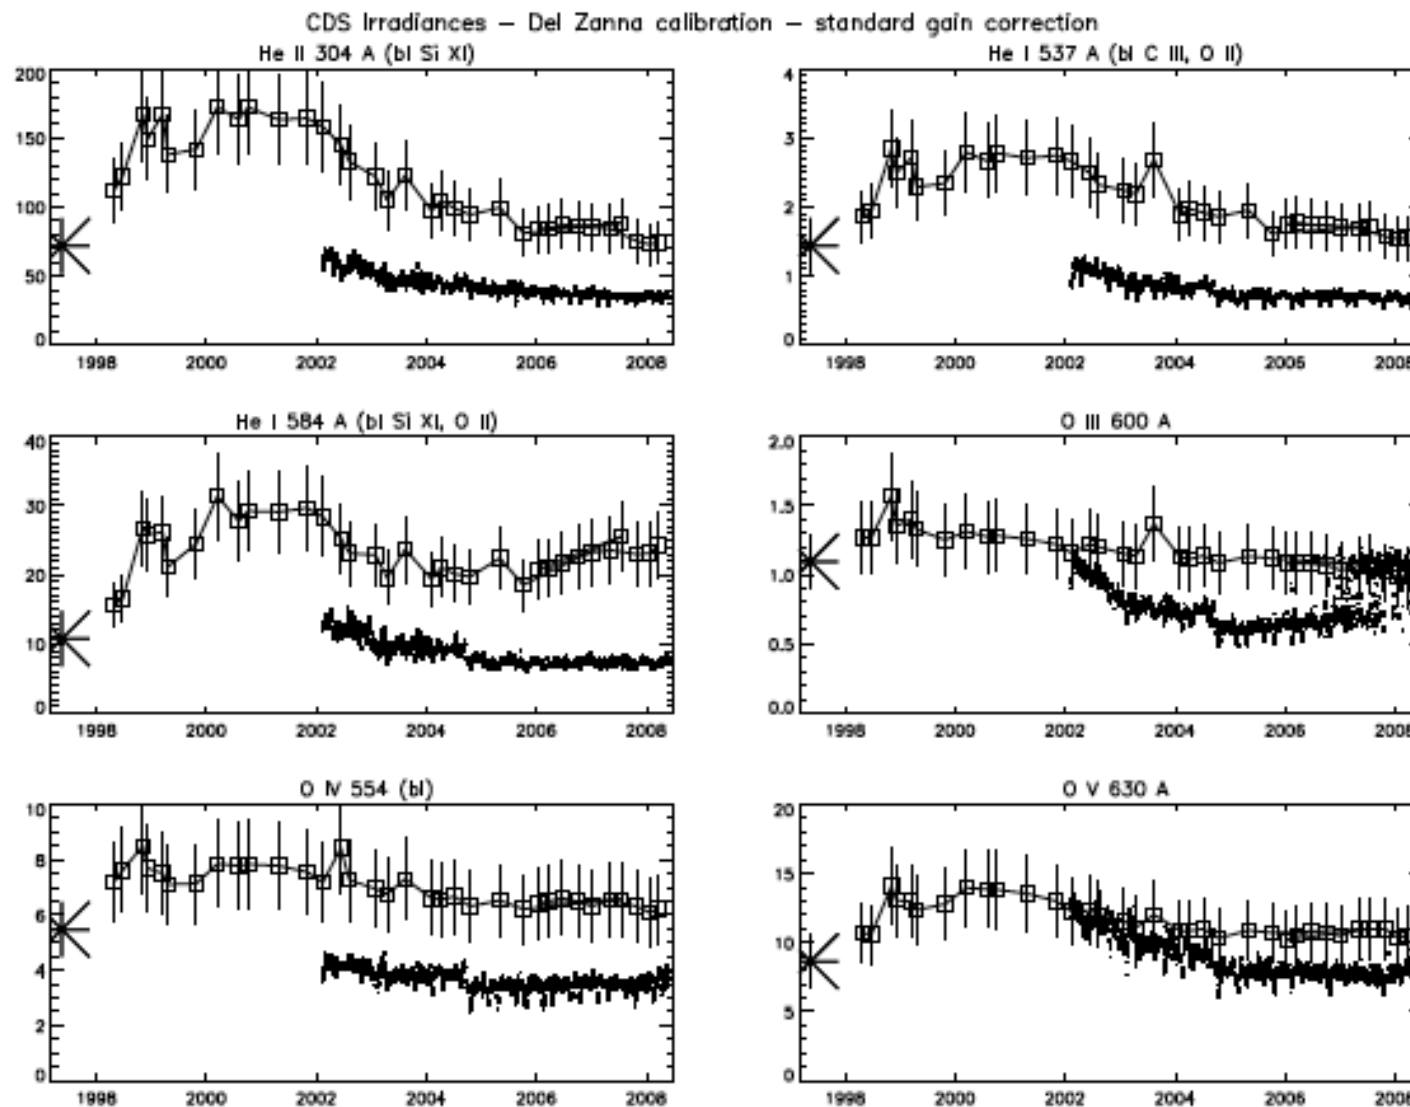 CDS Irradiances – Del Zanna calibration – standard gain correction
He II 304 A (bl Si XI)
200
150
100
50
0
1998 2000 2002 2004 2006 2008
He I 537 A (bl C III, O II)
4
3
2
1
0
1998 2000 2002 2004 2006 2008
He I 584 A (bl Si XI, O II)
40
30
20
10
0
1998 2000 2002 2004 2006 2008
O III 600 A
2.0
1.5
1.0
0.5
0.0
1998 2000 2002 2004 2006 2008
O IV 554 (bl)
10
8
6
4
2
0
1998 2000 2002 2004 2006 2008
O V 630 A
20
15
10
5
0
1998 2000 2002 2004 2006 2008